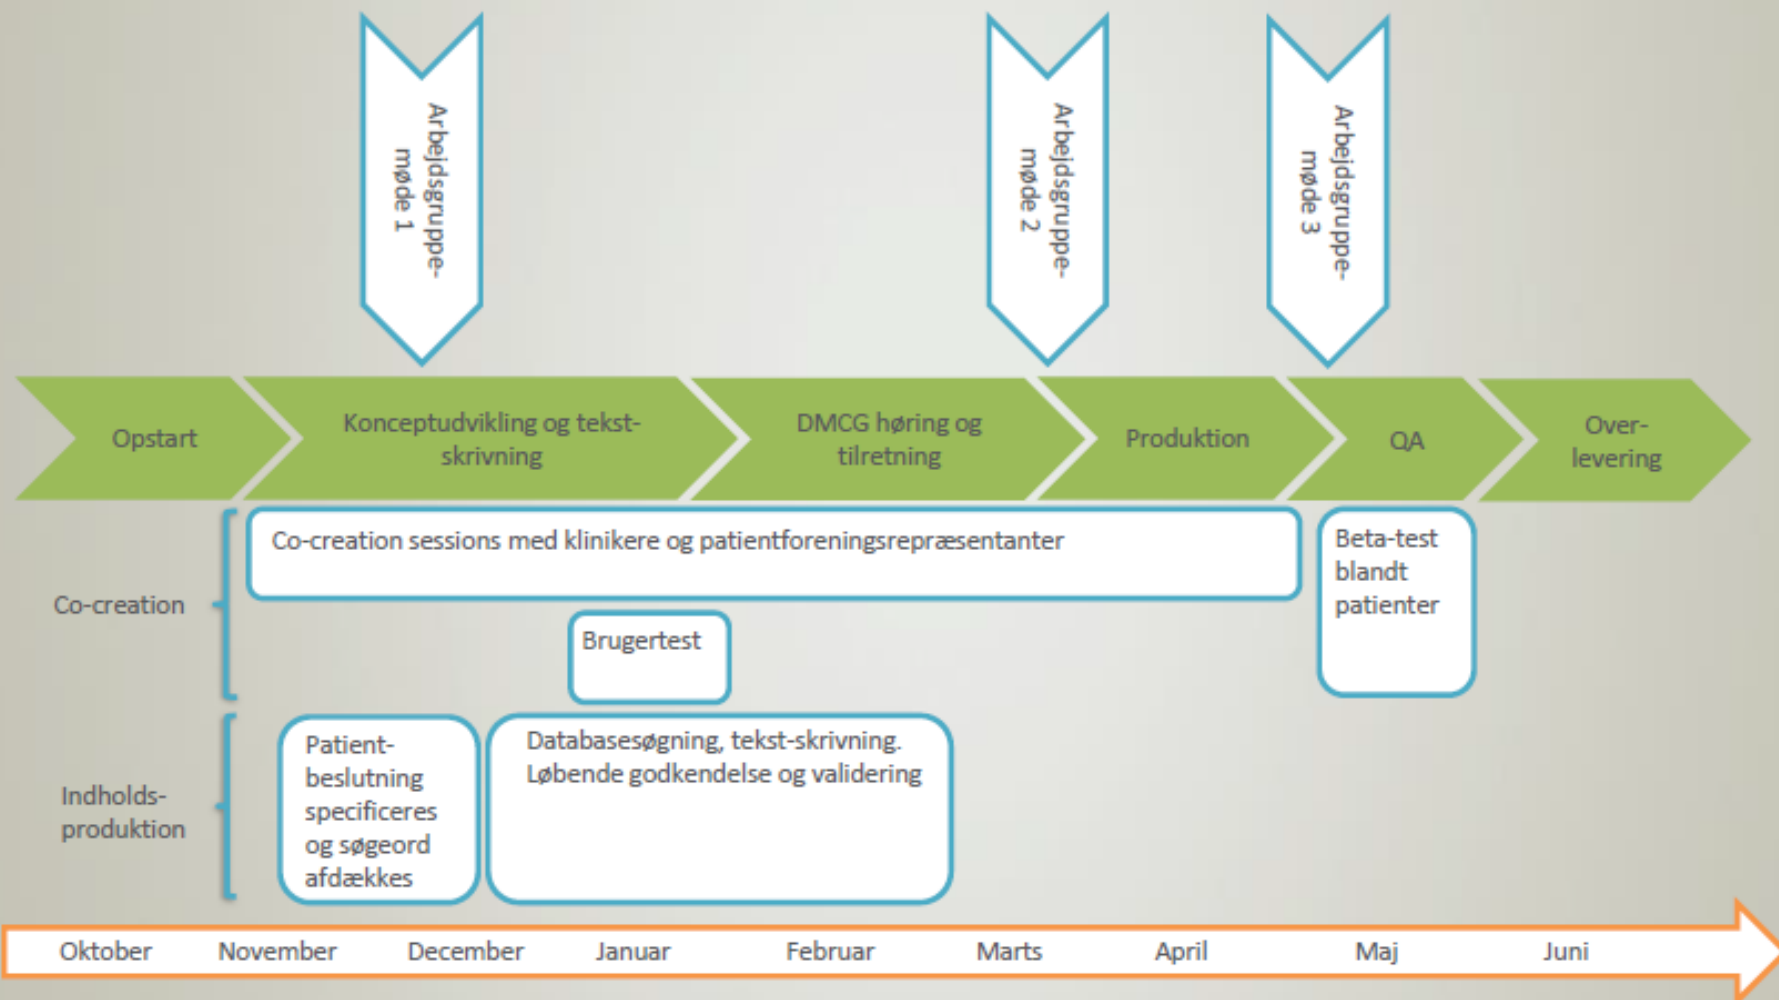 Arbejdsgruppe-
møde 1
Arbejdsgruppe-
møde 2
Arbejdsgruppe-
møde 3
Opstart
Konceptudvikling og tekst-
skrivning
DMCG høring og
tilretning
Produktion
QA
Over-
levering
Co-creation
Co-creation sessions med klinikere og patientforeningsrepræsentanter
Brugertest
Beta-test
blandt
patienter
Indholds-
produktion
Patient-
beslutning
specificeres
og søgeord
afdækkes
Databasesøgning, tekst-skrivning.
Løbende godkendelse og validering
Oktober November December Januar Februar Marts April Maj Juni